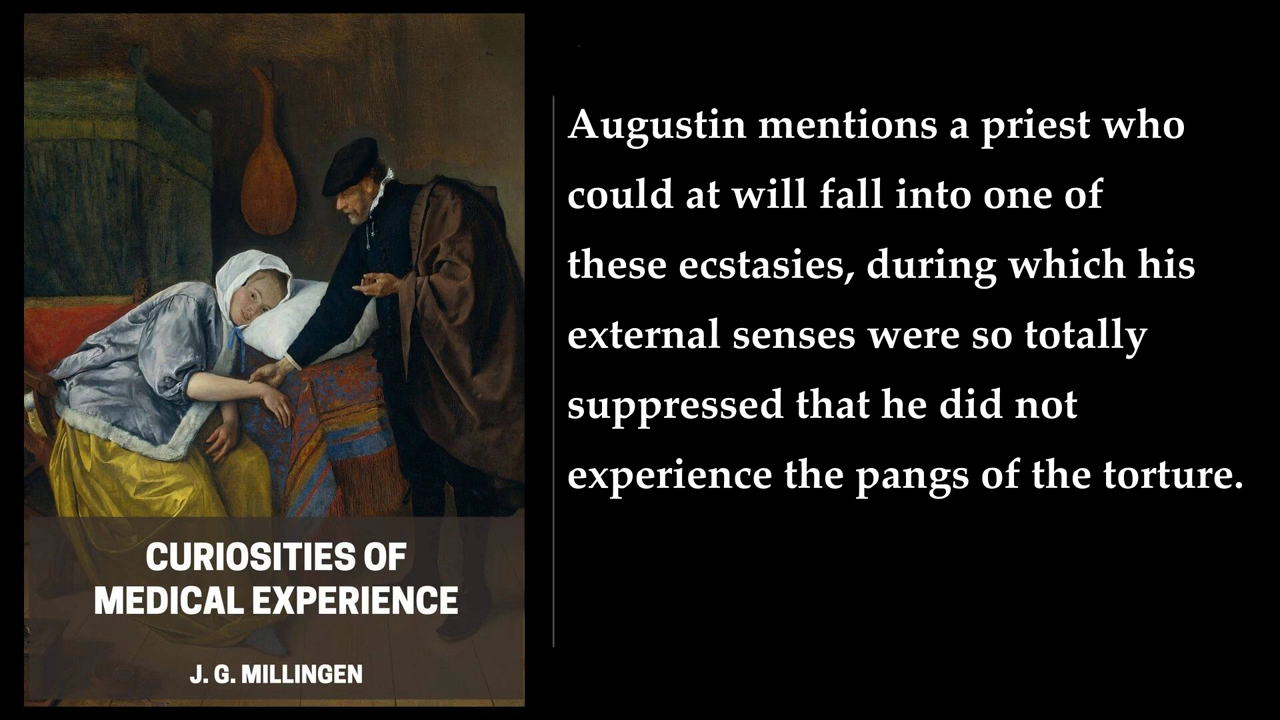 Augustin mentions a priest who
could at will fall into one of
these ecstasies, during which his
external senses were so totally
suppressed that he did not
experience the pangs of the torture.
CURIOSITIES OF
MEDICAL EXPERIENCE
J. G. MILLINGEN